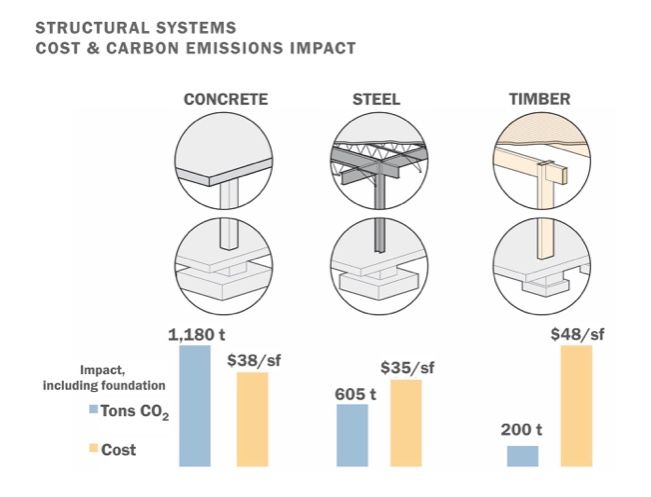 STRUCTURAL SYSTEMS
COST & CARBON EMISSIONS IMPACT
CONCRETE
STEEL
TIMBER
1,180 t
$38/sf
605 t
$35/sf
200 t
$48/sf
Impact,
including foundation
Tons CO₂
Cost